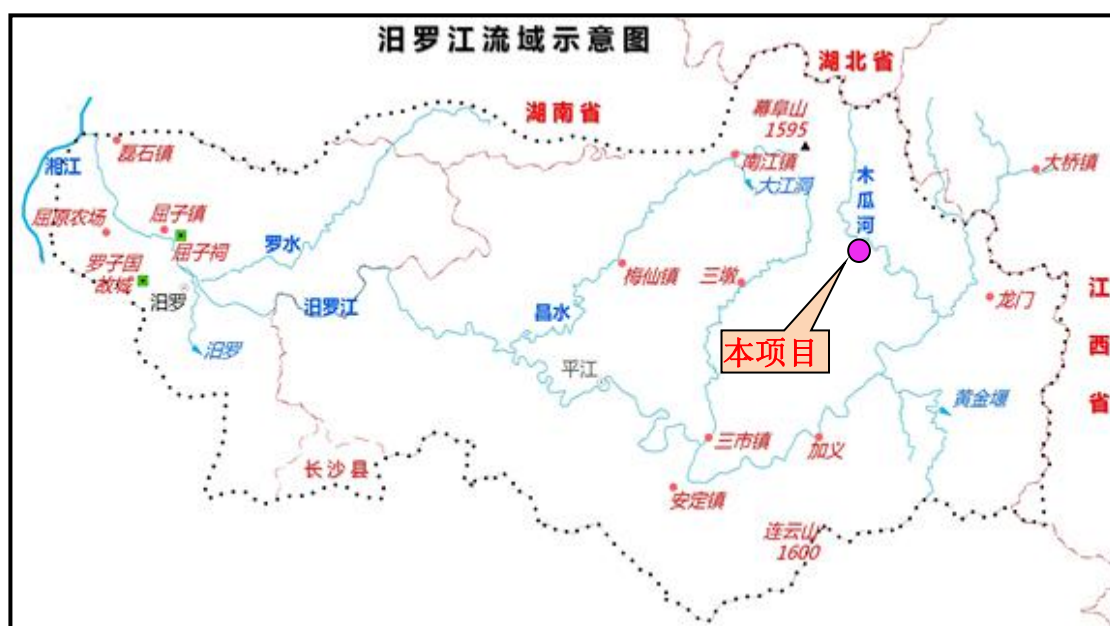 汨罗江流域示意图
湖北省
湖南省
幕阜山
1595
磊石镇
湘江
南江镇
大江洞
木瓜河
大桥镇
屈原农场
屈子镇
屈子祠
罗水
罗子国
故城
汨罗
汨罗江
昌水
梅仙镇
三墩
龙门
江西省
汨罗
本项目
平江
黄金堰
三市镇
加义
长沙县
安定镇
连云山
1600